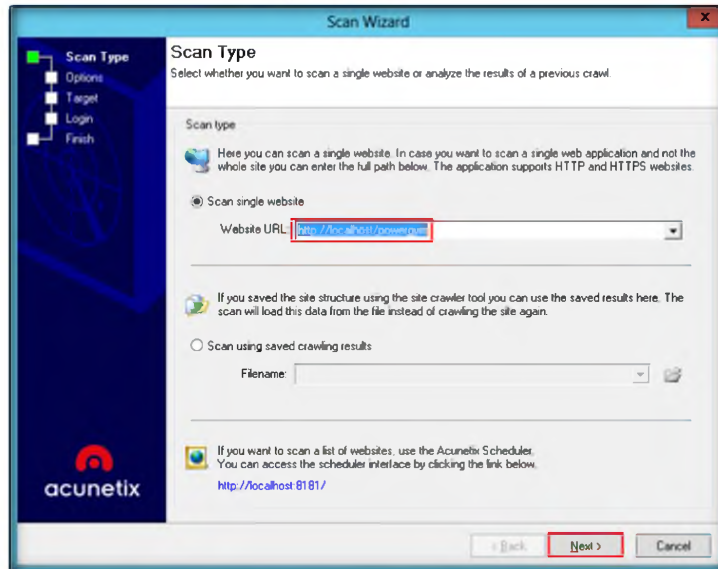 Scan Wizard
x
Scan Type
Options
Target
Login
Finish
Scan Type
Select whether you want to scan a single website or analyze the results of a previous crawl.
Scan type
Here you can scan a single website. In case you want to scan a single web application and not the
whole site you can enter the full path below. The application supports HTTP and HTTPS websites.
Scan single website
Website URL: http://localhost/powergym
If you saved the site structure using the site crawler tool you can use the saved results here. The
scan will load this data from the file instead of crawling the site again.
Scan using saved crawling results
Filename:
If you want to scan a list of websites, use the Acunetix Scheduler.
You can access the scheduler interface by clicking the link below.
http://localhost:8181/
acunetix
< Back
Next >
Cancel